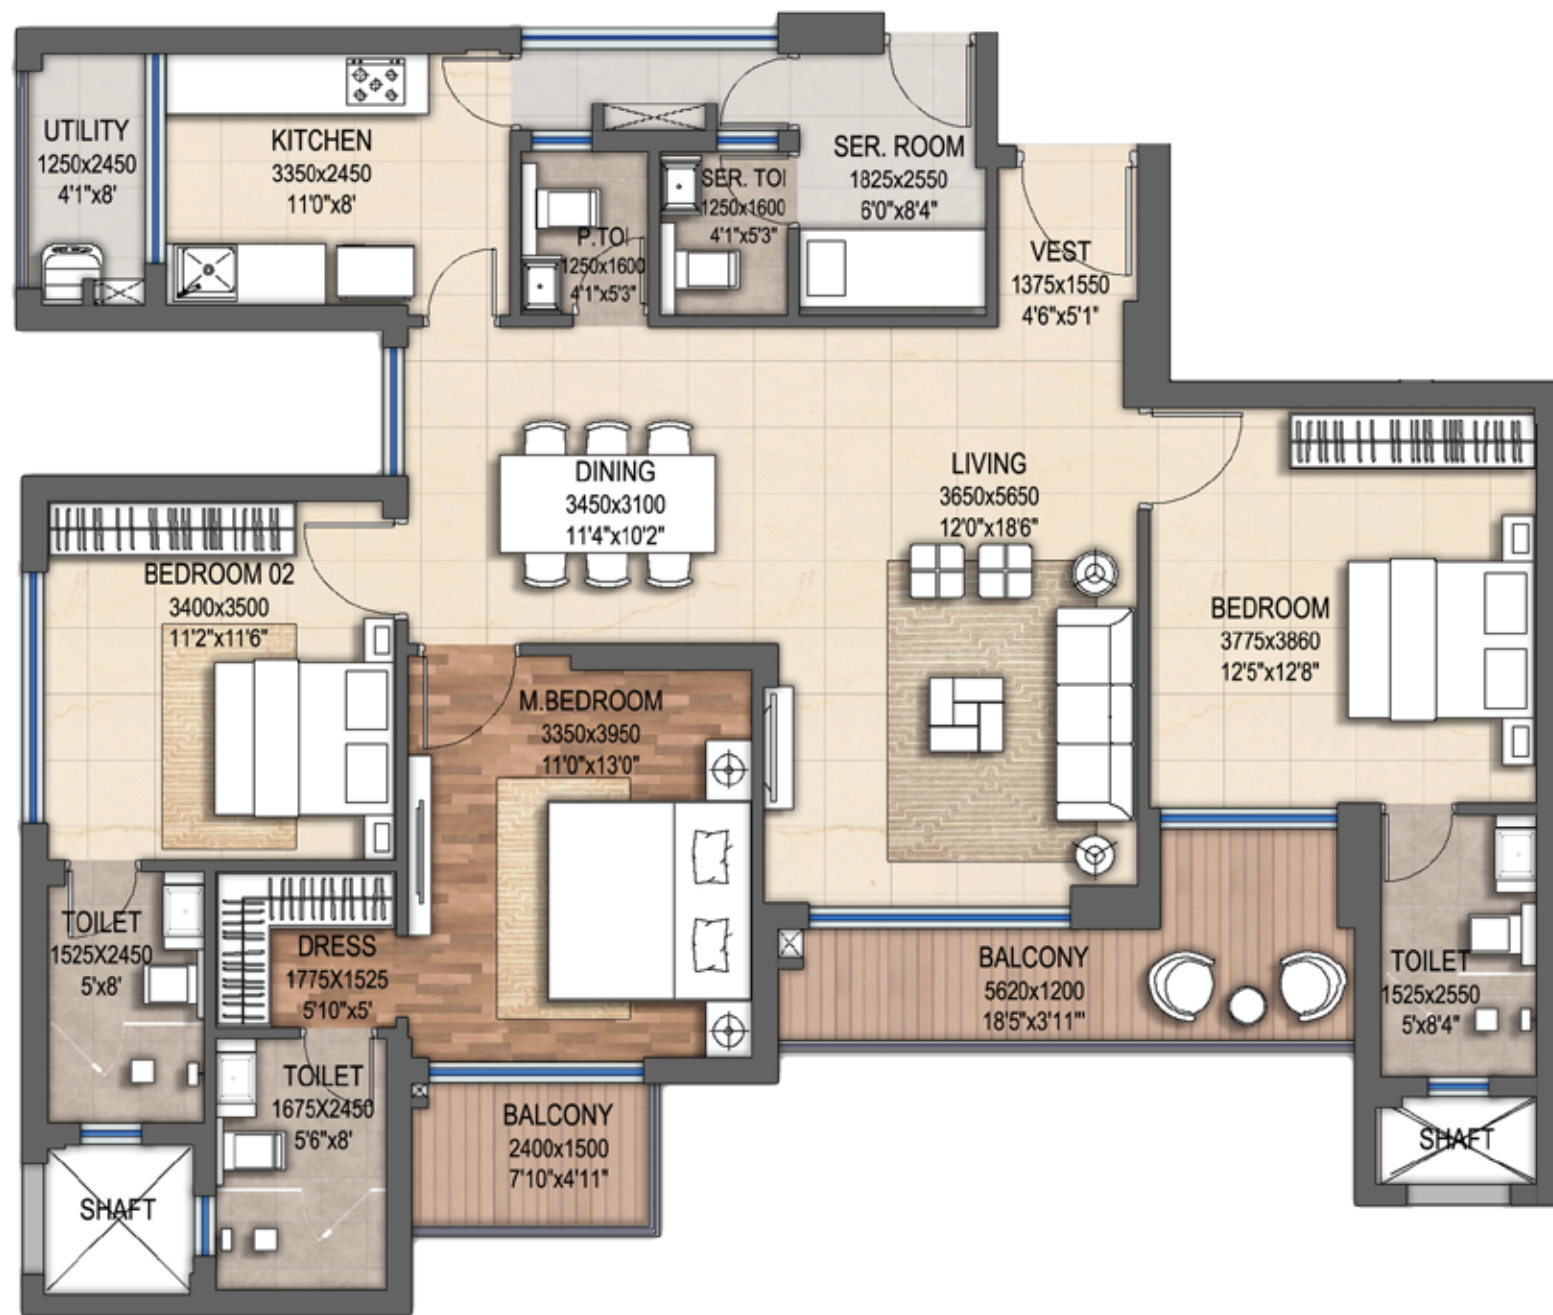 UTILITY
1250x2450
4'1"x8'
KITCHEN
3350x2450
11'0"x8'
P.TOI
1250x1600
4'1"x5'3"
SER. TOI
1250x1600
4'1"x5'3"
SER. ROOM
1825x2550
6'0"x8'4"
VEST
1375x1550
4'6"x5'1"
DINING
3450x3100
11'4"x10'2"
LIVING
3650x5650
12'0"x18'6"
BEDROOM 02
3400x3500
11'2"x11'6"
BEDROOM
3775x3860
12'5"x12'8"
M.BEDROOM
3350x3950
11'0"x13'0"
TOILET
1525X2450
5'x8'
DRESS
1775X1525
5'10"x5'
BALCONY
5620x1200
18'5"x3'11'"
TOILET
1525x2550
5'x8'4"
TOILET
1675X2450
5'6"x8'
BALCONY
2400x1500
7'10"x4'11"
SHAFT
SHAFT